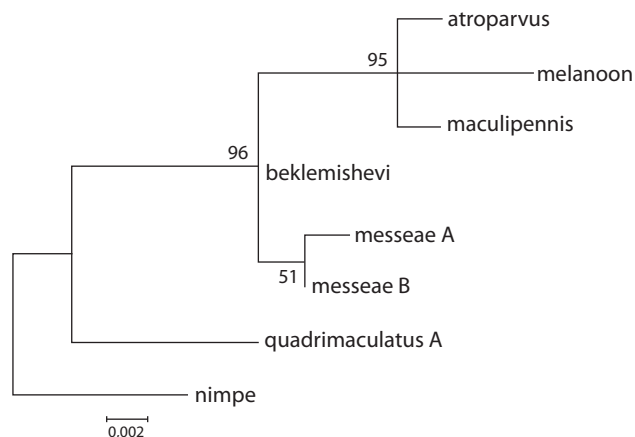 atroparvus
95
melanoon
maculipennis
96
beklemishevi
messeae A
51
messeae B
quadrimaculatus A
nimpe
0.002